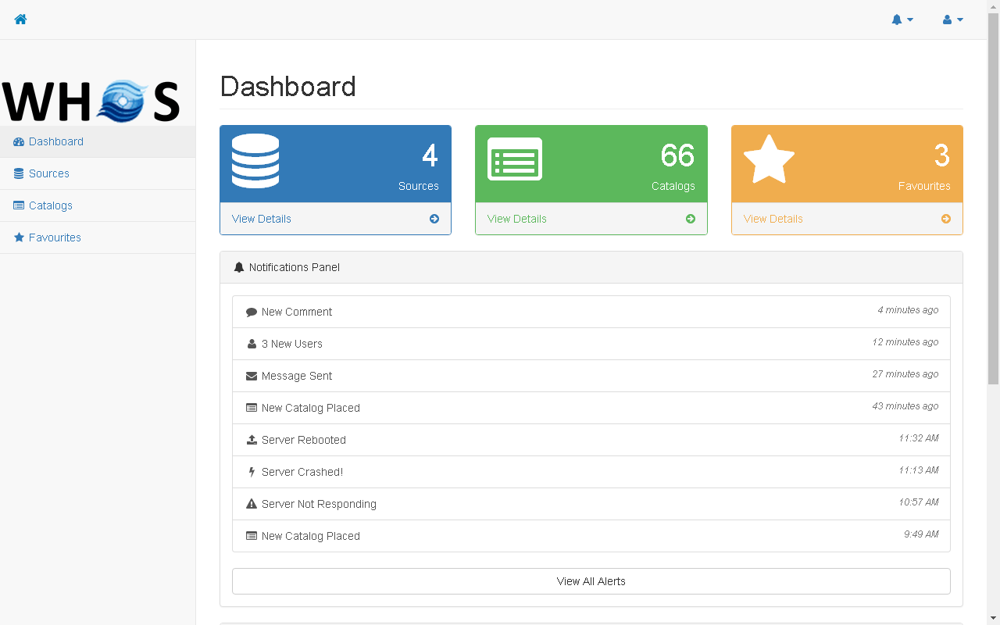 WHOS
Dashboard
Sources
Catalogs
Favourites
Dashboard
4
Sources
View Details
66
Catalogs
View Details
3
Favourites
View Details
Notifications Panel
New Comment 4 minutes ago
3 New Users 12 minutes ago
Message Sent 27 minutes ago
New Catalog Placed 43 minutes ago
Server Rebooted 11:32 AM
Server Crashed! 11:13 AM
Server Not Responding 10:57 AM
New Catalog Placed 9:49 AM
View All Alerts